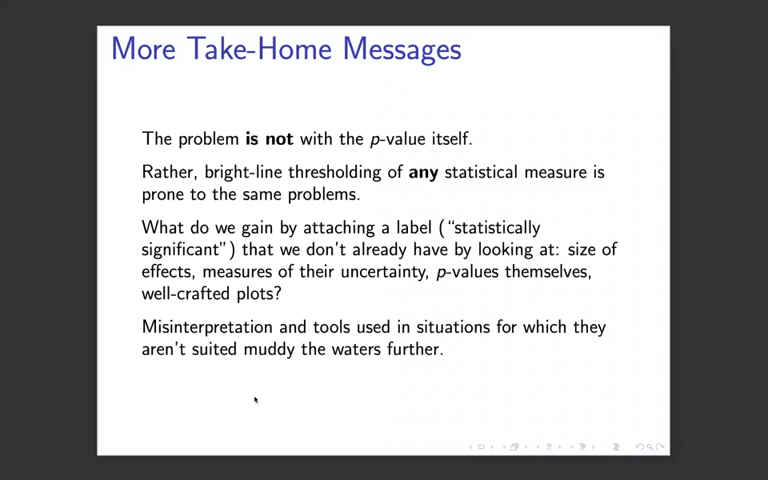 More Take-Home Messages
The problem is not with the p-value itself.
Rather, bright-line thresholding of any statistical measure is
prone to the same problems.
What do we gain by attaching a label (“statistically
significant”) that we don’t already have by looking at: size of
effects, measures of their uncertainty, p-values themselves,
well-crafted plots?
Misinterpretation and tools used in situations for which they
aren’t suited muddy the waters further.